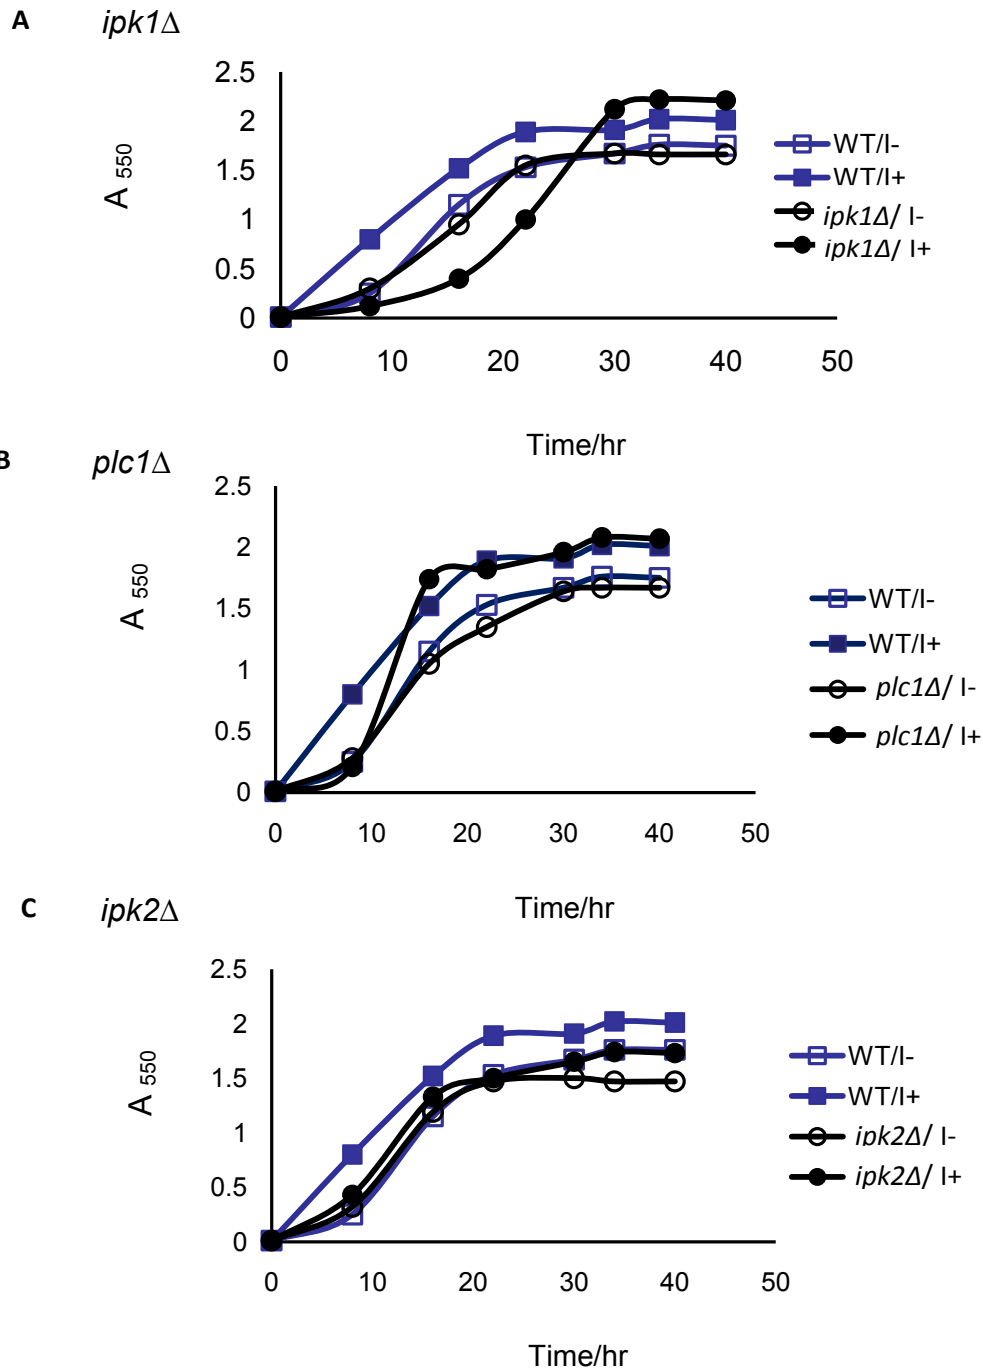 A ipk1Δ
2.5
2
1.5
1
0.5
0
A 550
0 10 20 30 40 50
Time/hr
WT/I-
WT/I+
ipk1Δ/ I-
ipk1Δ/ I+
B plc1Δ
2.5
2
1.5
1
0.5
0
A 550
0 10 20 30 40 50
Time/hr
WT/I-
WT/I+
plc1Δ/ I-
plc1Δ/ I+
C ipk2Δ
2.5
2
1.5
1
0.5
0
A 550
0 10 20 30 40 50
Time/hr
WT/I-
WT/I+
ipk2Δ/ I-
ipk2Δ/ I+